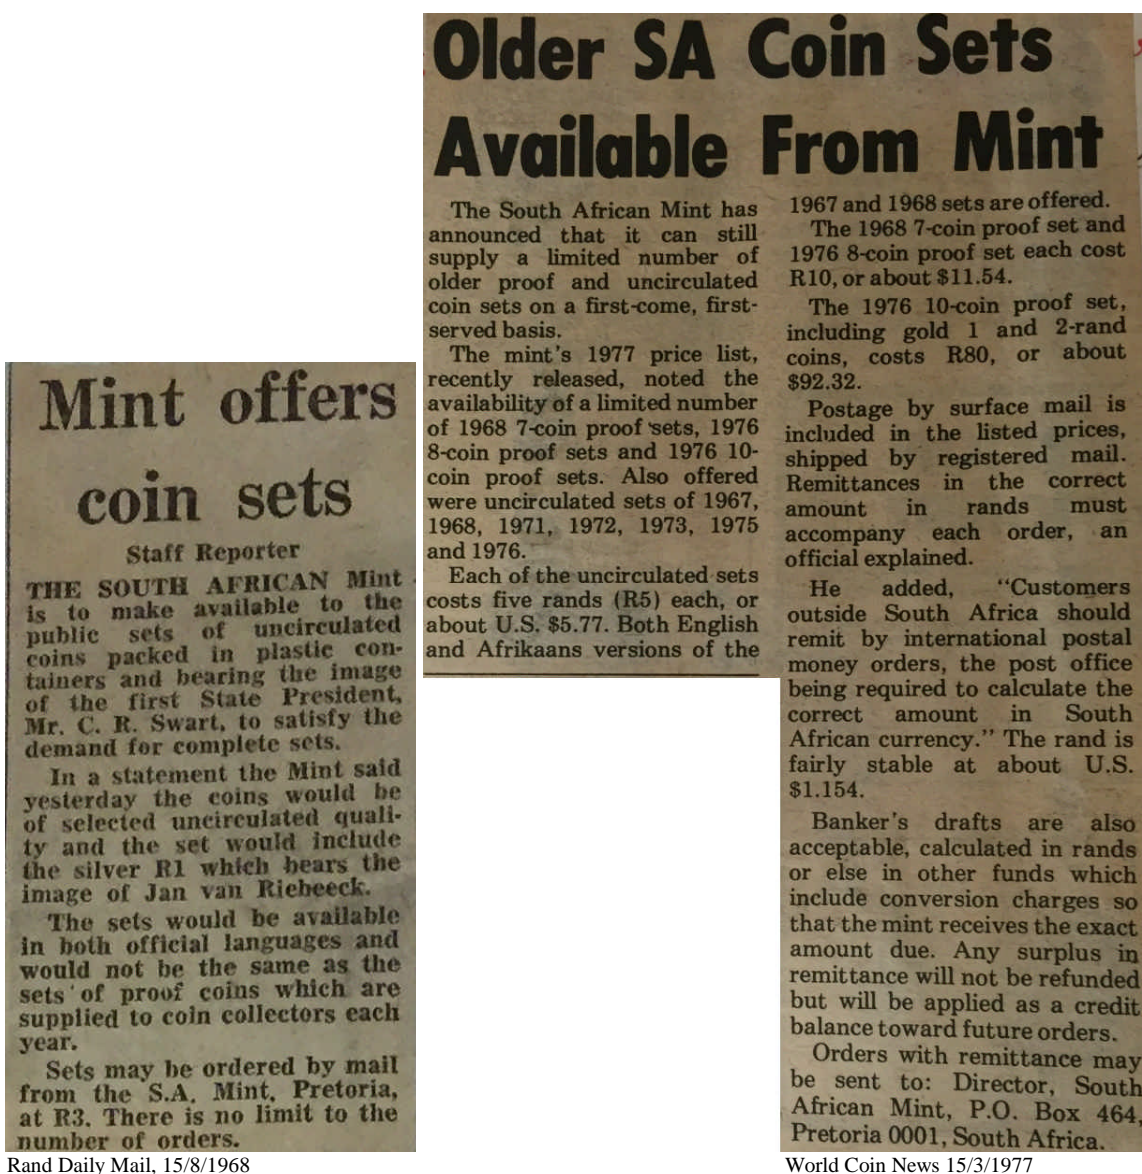 Older SA Coin Sets
Available From Mint
The South African Mint has
announced that it can still
supply a limited number of
older proof and uncirculated
coin sets on a first-come, first-
served basis.
The mint's 1977 price list,
recently released, noted the
availability of a limited number
of 1968 7-coin proof sets, 1976
8-coin proof sets and 1976 10-
coin proof sets. Also offered
were uncirculated sets of 1967,
1968, 1971, 1972, 1973, 1975
and 1976.
Each of the uncirculated sets
costs five rands (R5) each, or
about U.S. $5.77. Both English
and Afrikaans versions of the
1967 and 1968 sets are offered.
The 1968 7-coin proof set and
1976 8-coin proof set each cost
R10, or about $11.54.
The 1976 10-coin proof set,
including gold 1 and 2-rand
coins, costs R80, or about
$92.32.
Postage by surface mail is
included in the listed prices,
shipped by registered mail.
Remittances in the correct
amount in rands must
accompany each order, an
official explained.
He added, "Customers
outside South Africa should
remit by international postal
money orders, the post office
being required to calculate the
correct amount in South
African currency." The rand is
fairly stable at about U.S.
$1.154.
Banker's drafts are also
acceptable, calculated in rands
or else in other funds which
include conversion charges so
that the mint receives the exact
amount due. Any surplus in
remittance will not be refunded
but will be applied as a credit
balance toward future orders.
Orders with remittance may
be sent to: Director, South
African Mint, P.O. Box 464,
Pretoria 0001, South Africa.
World Coin News 15/3/1977
Mint offers
coin sets
Staff Reporter
THE SOUTH AFRICAN Mint
is to make available to the
public sets of uncirculated
coins packed in plastic con-
tainers and bearing the image
of the first State President,
Mr. C. R. Swart, to satisfy the
demand for complete sets.
In a statement the Mint said
yesterday the coins would be
of selected uncirculated quali-
ty and the set would include
the silver R1 which bears the
image of Jan van Riebeeck.
The sets would be available
in both official languages and
would not be the same as the
sets of proof coins which are
supplied to coin collectors each
year.
Sets may be ordered by mail
from the S.A. Mint, Pretoria,
at R3. There is no limit to the
number of orders.
Rand Daily Mail, 15/8/1968